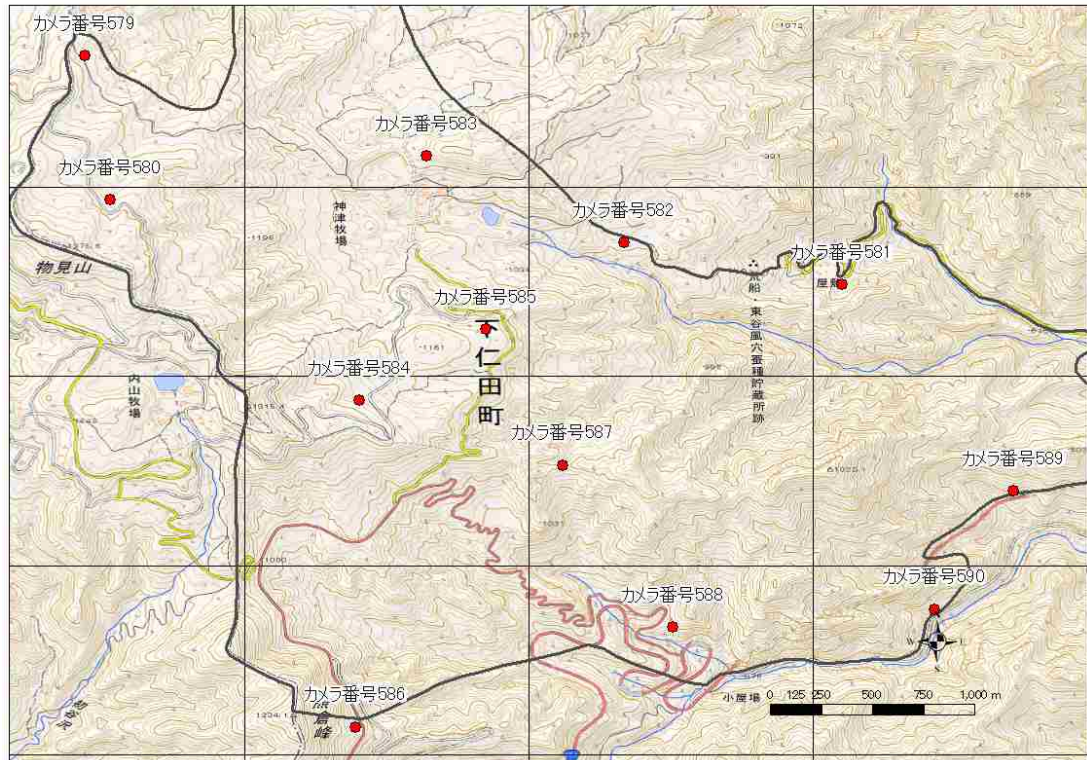 カメラ番号579
カメラ番号583
カメラ番号580
カメラ番号582
神津牧場
カメラ番号581
物見山
カメラ番号585
下仁田町
カメラ番号584
内山牧場
荒船・東谷風穴蚕種貯蔵所跡
カメラ番号587
カメラ番号589
カメラ番号590
カメラ番号588
カメラ番号586
小屋場
W E
0 125 250 500 750 1,000 m